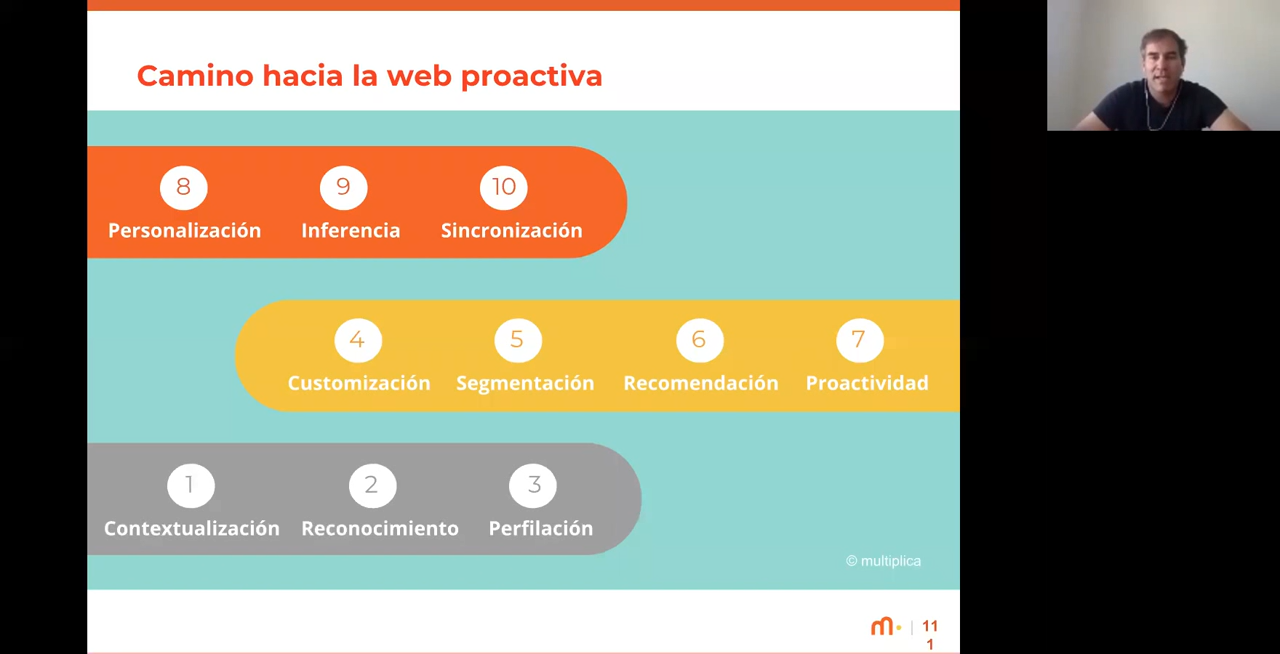 Camino hacia la web proactiva
8
9
10
Personalización
Inferencia
Sincronización
4
5
6
7
Customización
Segmentación
Recomendación
Proactividad
1
2
3
Contextualización
Reconocimiento
Perfilación
© multiplica
m
11
1